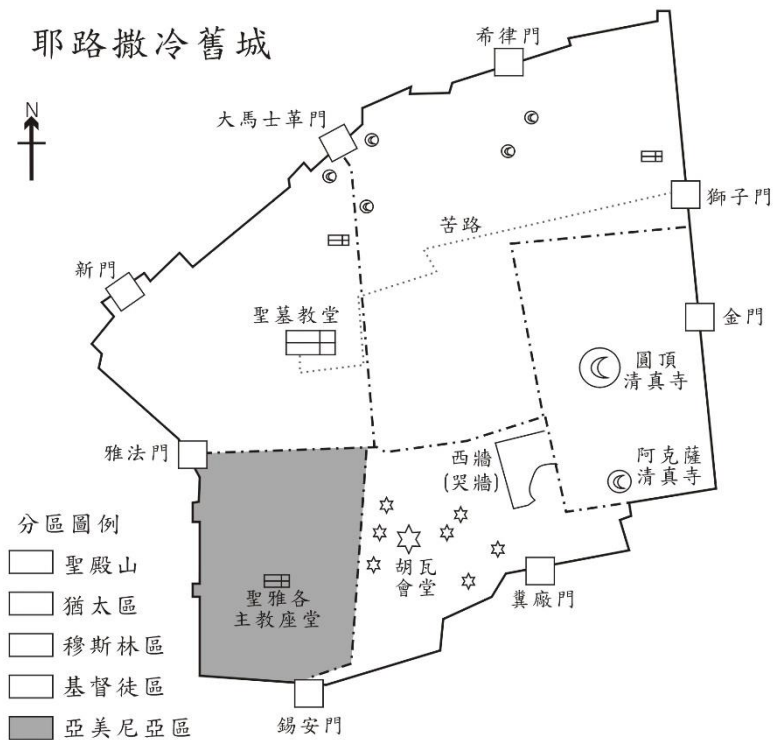 耶路撒冷舊城
希律門
N
大馬士革門
獅子門
苦路
新門
聖墓教堂
金門
圓頂
清真寺
雅法門
西牆
(哭牆)
阿克薩
清真寺
分區圖例
聖殿山
猶太區
穆斯林區
基督徒區
亞美尼亞區
胡瓦
會堂
糞廠門
聖雅各
主教座堂
錫安門